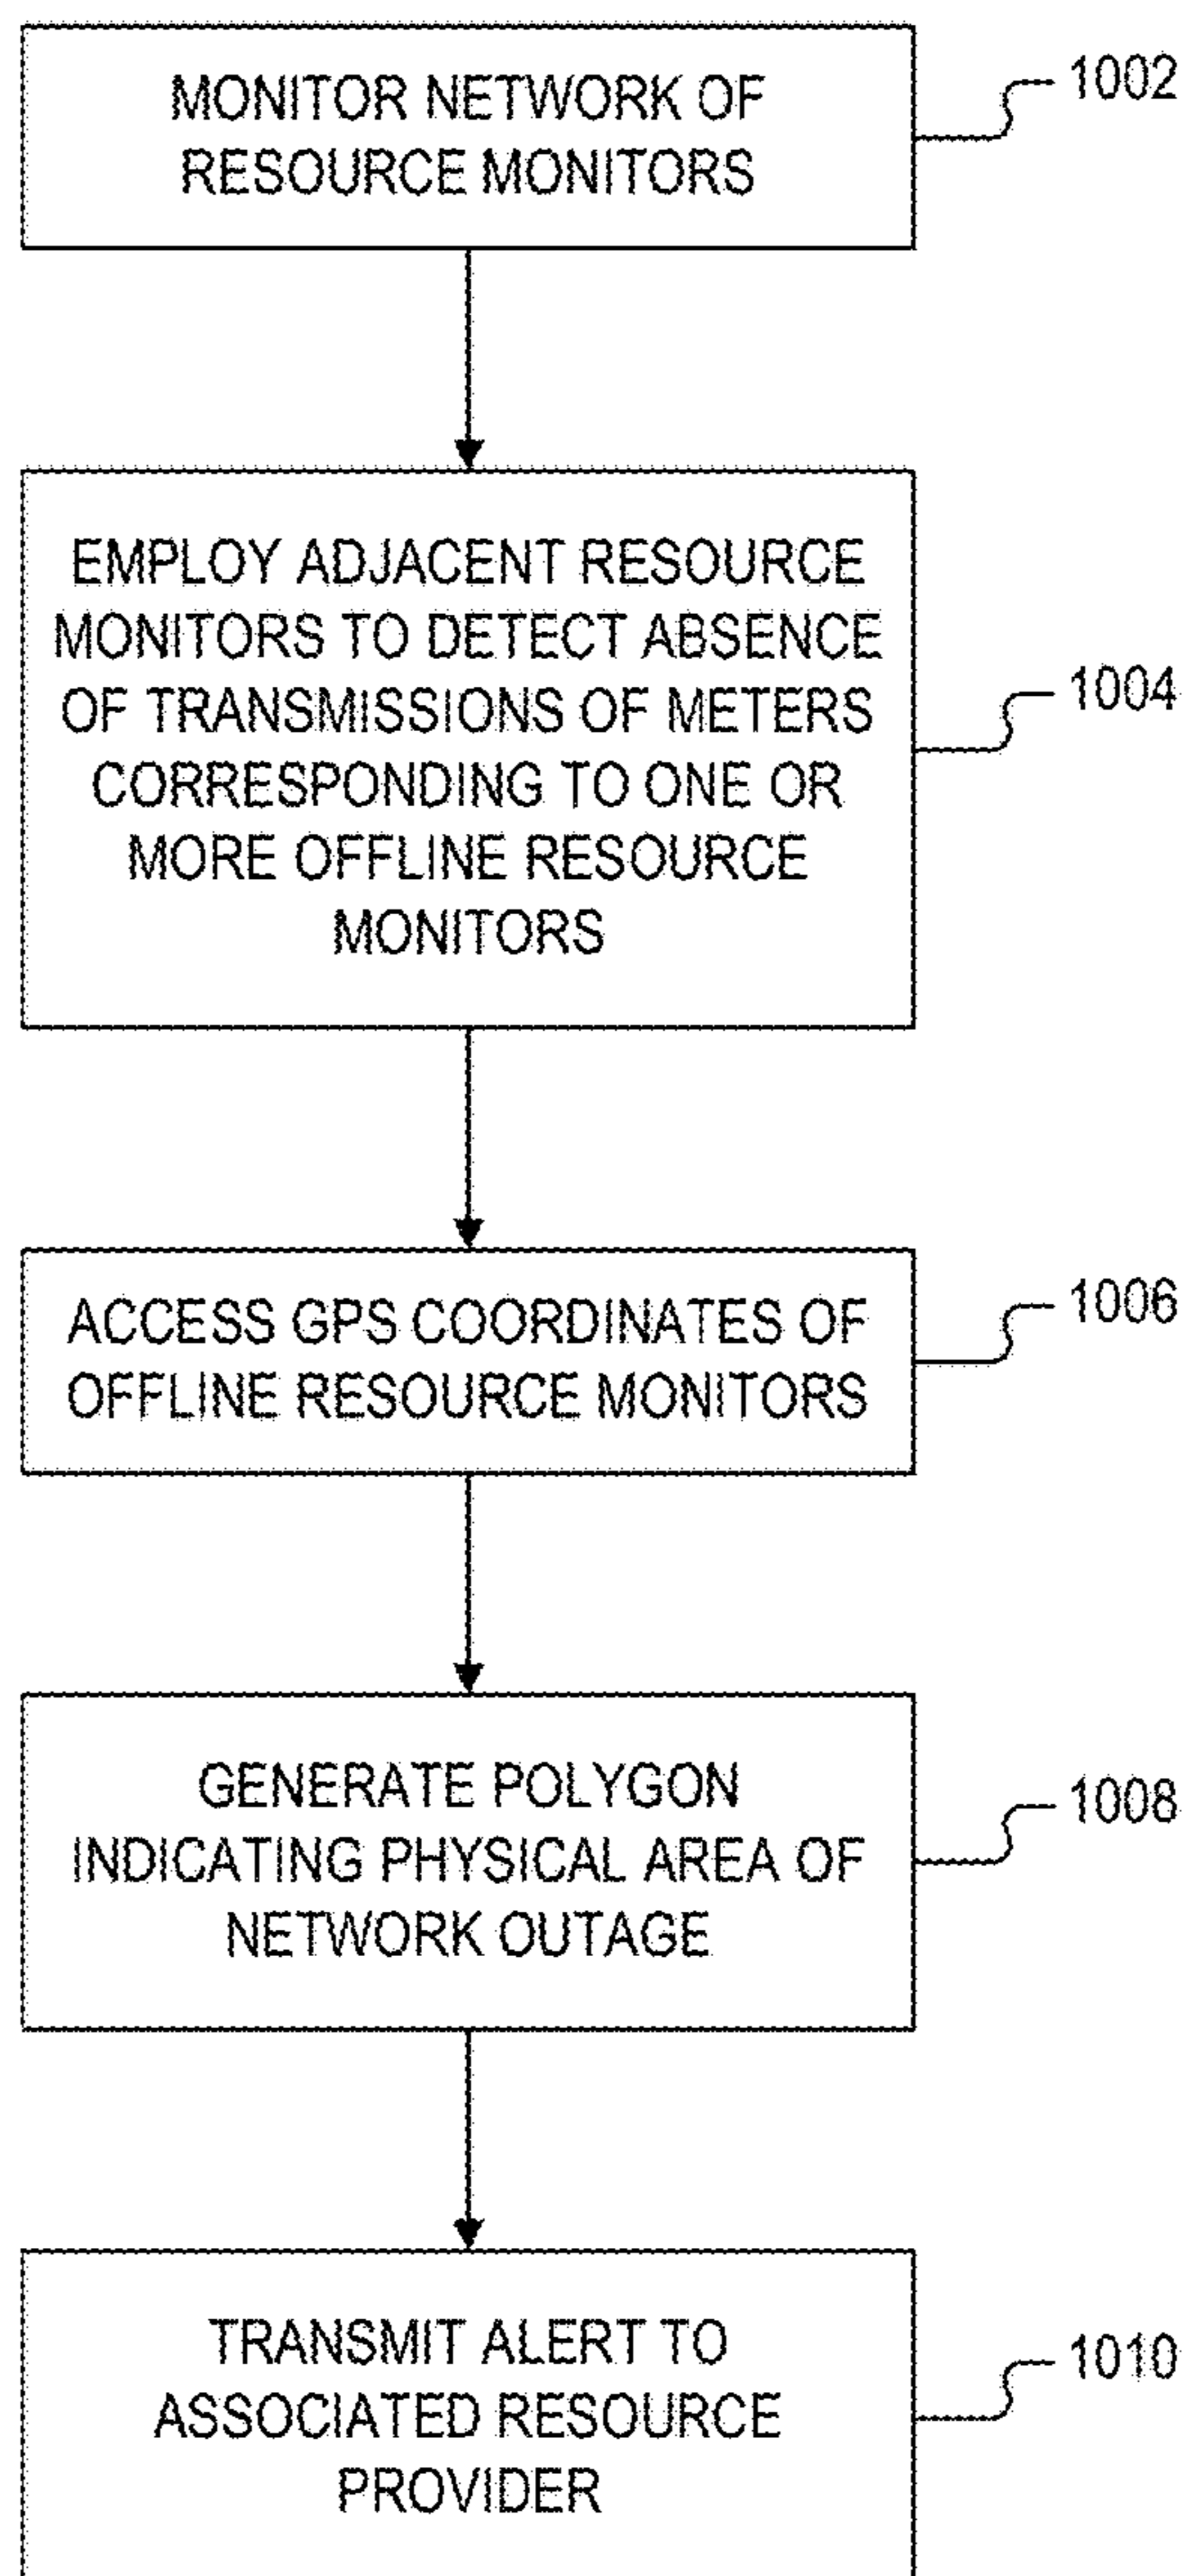 MONITOR NETWORK OF
RESOURCE MONITORS
1002
EMPLOY ADJACENT RESOURCE
MONITORS TO DETECT ABSENCE
OF TRANSMISSIONS OF METERS
CORRESPONDING TO ONE OR
MORE OFFLINE RESOURCE
MONITORS
1004
ACCESS GPS COORDINATES OF
OFFLINE RESOURCE MONITORS
1006
GENERATE POLYGON
INDICATING PHYSICAL AREA OF
NETWORK OUTAGE
1008
TRANSMIT ALERT TO
ASSOCIATED RESOURCE
PROVIDER
1010